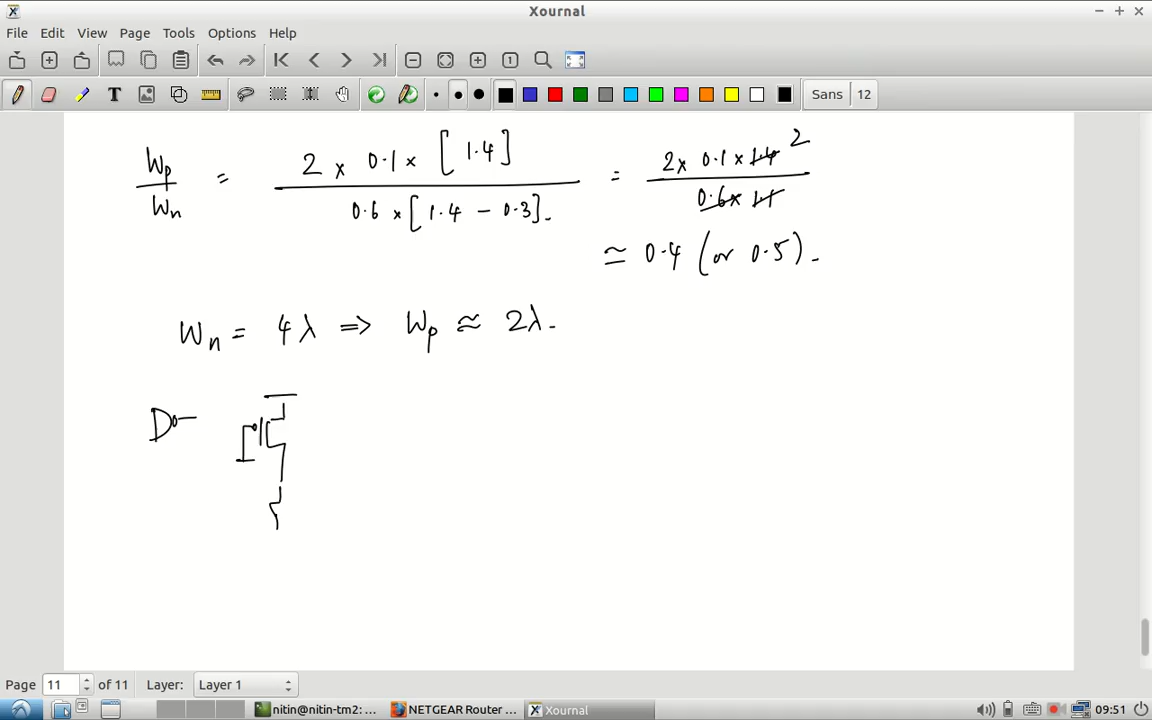 Xournal
File Edit View Page Tools Options Help
Sans 12
Wp/Wn = 2 × 0.1 × [1.4] / 0.6 × [1.4 − 0.3]. = 2 × 0.1 × 1.4 2 / 0.6 × 1.1
≃ 0.4 (or 0.5).
Wn = 4λ ⇒ Wp ≈ 2λ.
Page 11 of 11 Layer: Layer 1
nitin@nitin-tm2: ... NETGEAR Router ... Xournal 09:51